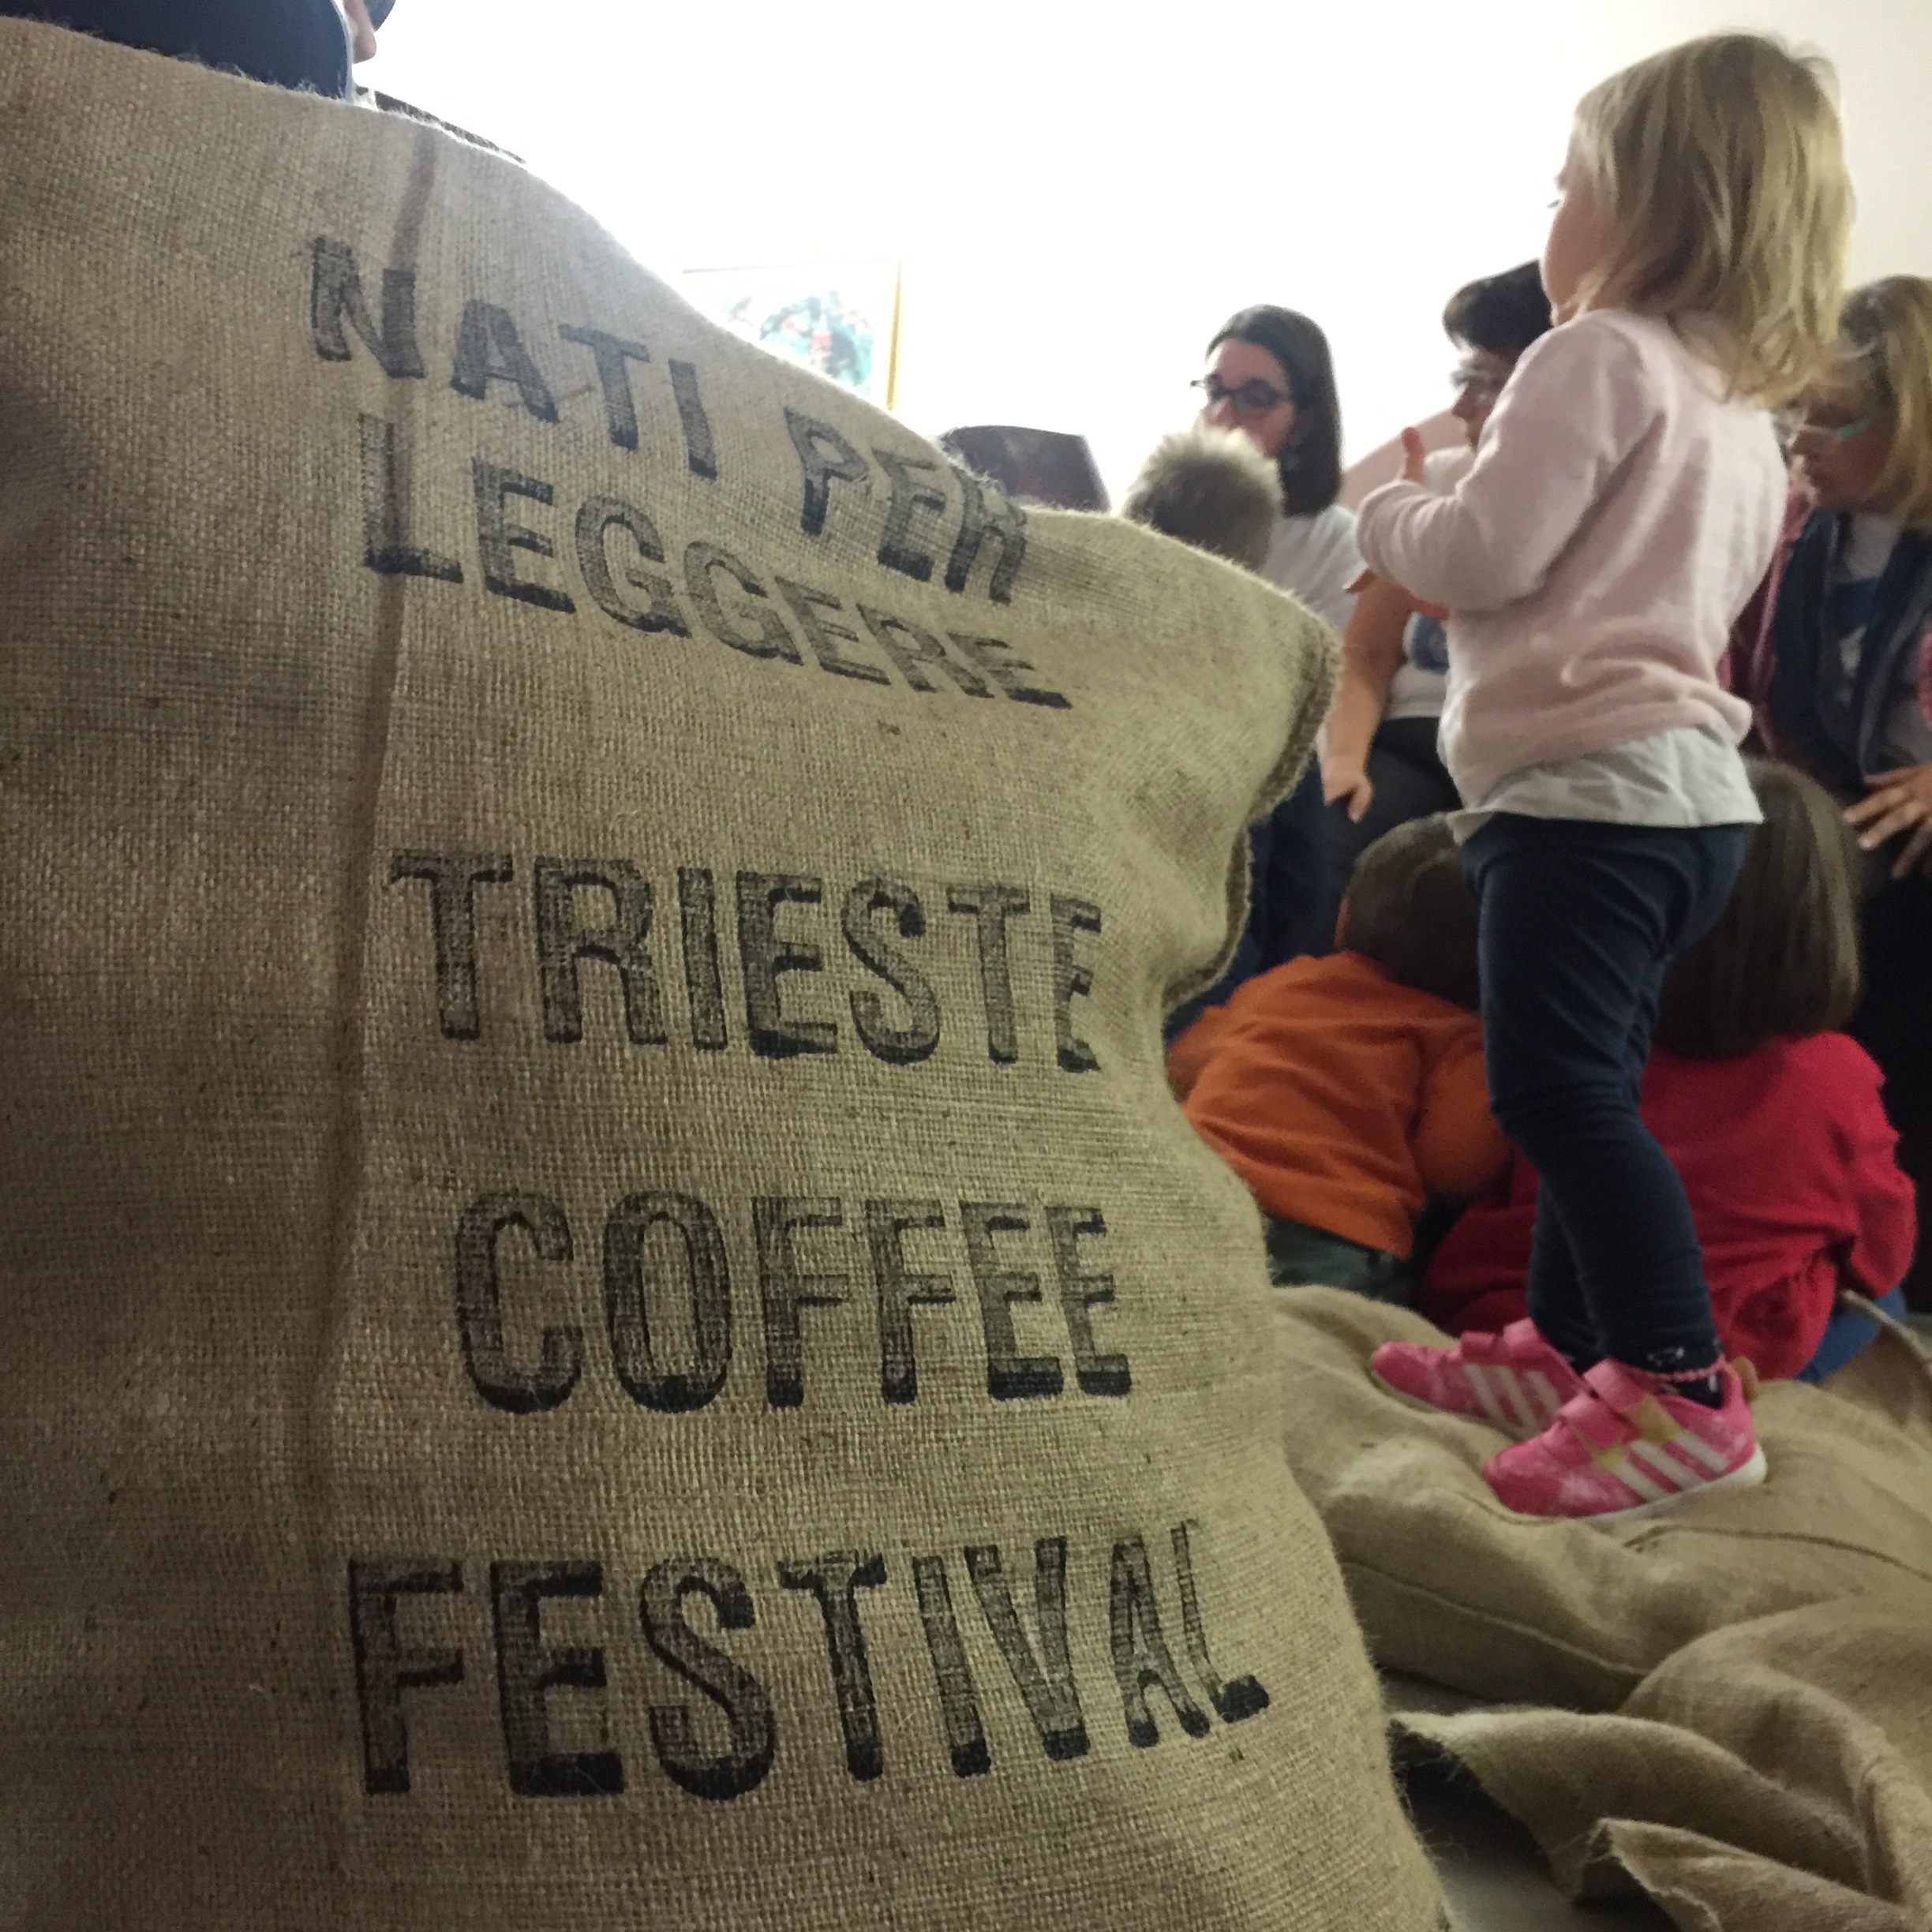 NATI PER
LEGGERE
TRIESTE
COFFEE
FESTIVAL